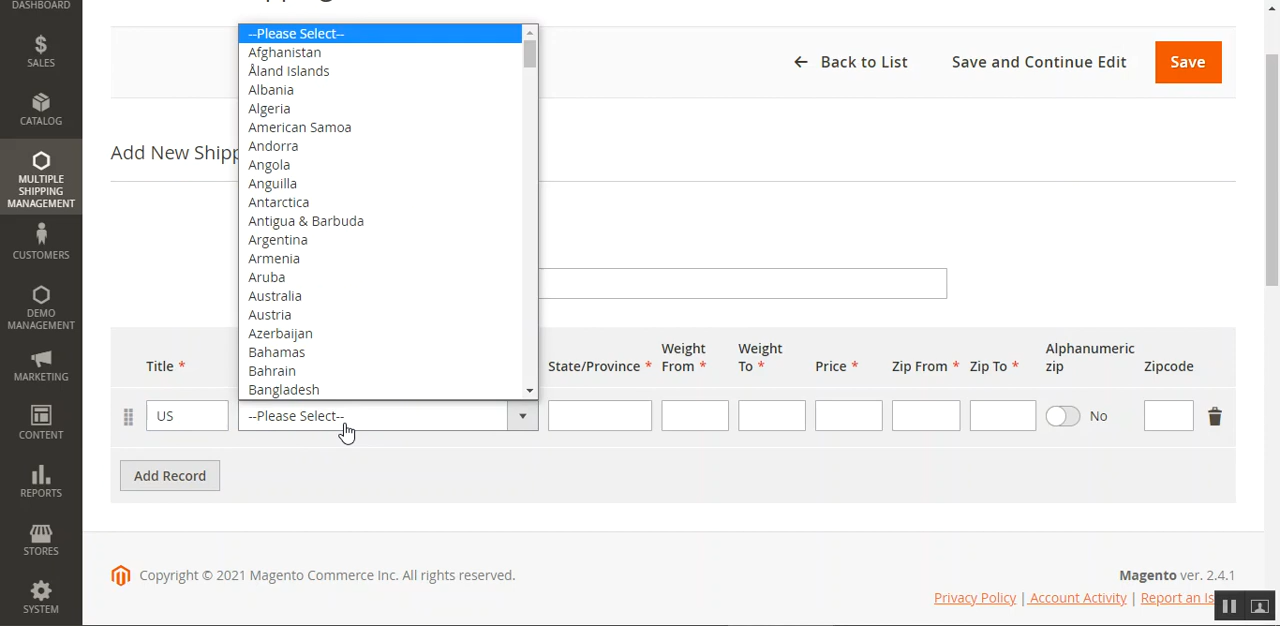 DASHBOARD
SALES
CATALOG
MULTIPLE
SHIPPING
MANAGEMENT
CUSTOMERS
DEMO
MANAGEMENT
MARKETING
CONTENT
REPORTS
STORES
SYSTEM
← Back to List
Save and Continue Edit
Save
Add New Shipp
--Please Select--
Afghanistan
Åland Islands
Albania
Algeria
American Samoa
Andorra
Angola
Anguilla
Antarctica
Antigua & Barbuda
Argentina
Armenia
Aruba
Australia
Austria
Azerbaijan
Bahamas
Bahrain
Bangladesh
Title *
State/Province *
Weight
From *
Weight
To *
Price *
Zip From *
Zip To *
Alphanumeric
zip
Zipcode
US
--Please Select--
No
Add Record
Copyright © 2021 Magento Commerce Inc. All rights reserved.
Magento ver. 2.4.1
Privacy Policy | Account Activity | Report an Is